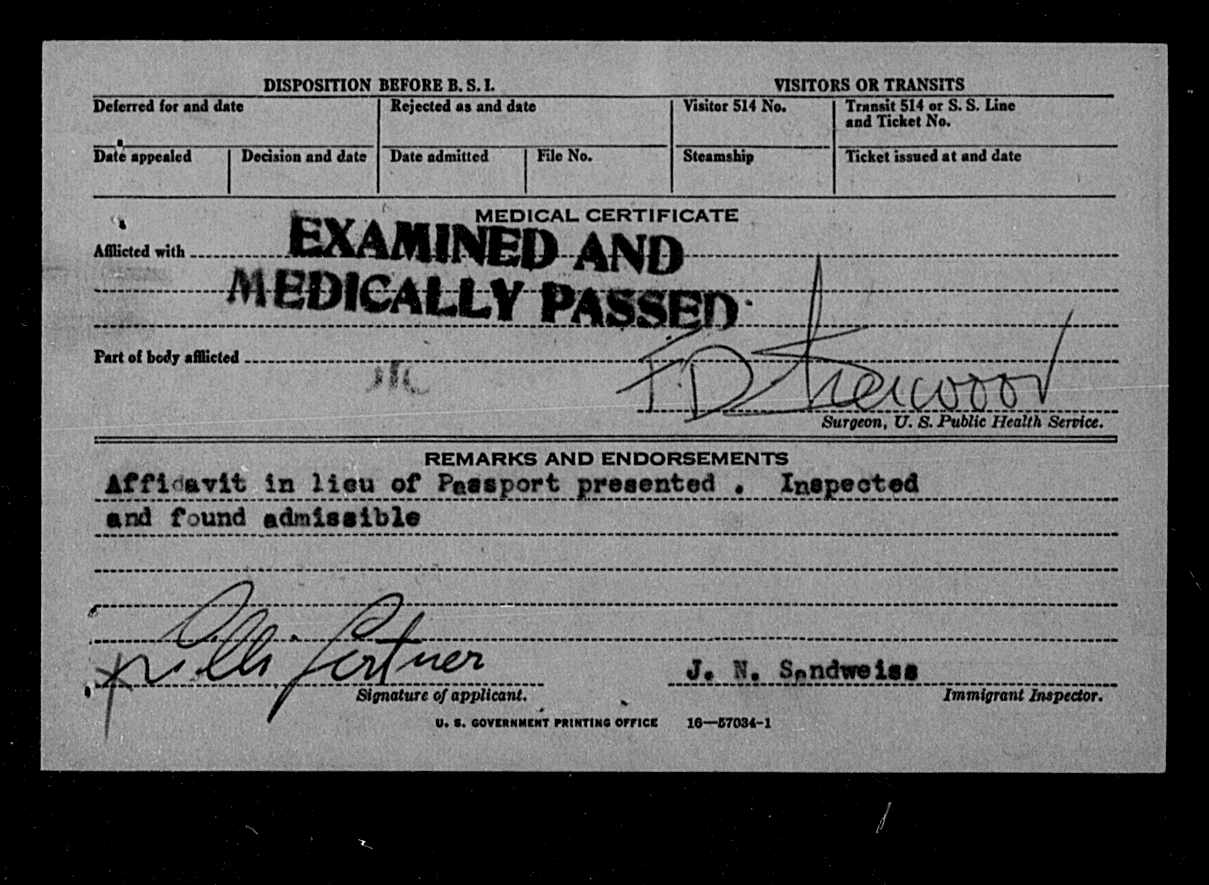 DISPOSITION BEFORE B. S. I. VISITORS OR TRANSITS
Deferred for and date Rejected as and date Visitor 514 No. Transit 514 or S. S. Line
and Ticket No.
Date appealed Decision and date Date admitted File No. Steamship Ticket issued at and date
MEDICAL CERTIFICATE
Afflicted with EXAMINED AND
MEDICALLY PASSED
Part of body afflicted
F. D. Sherwood
Surgeon, U. S. Public Health Service.
REMARKS AND ENDORSEMENTS
Affidavit in lieu of Passport presented . Inspected
and found admissible
J. N. Sandweiss
Signature of applicant. Immigrant Inspector.
U. S. GOVERNMENT PRINTING OFFICE 16—57034-1